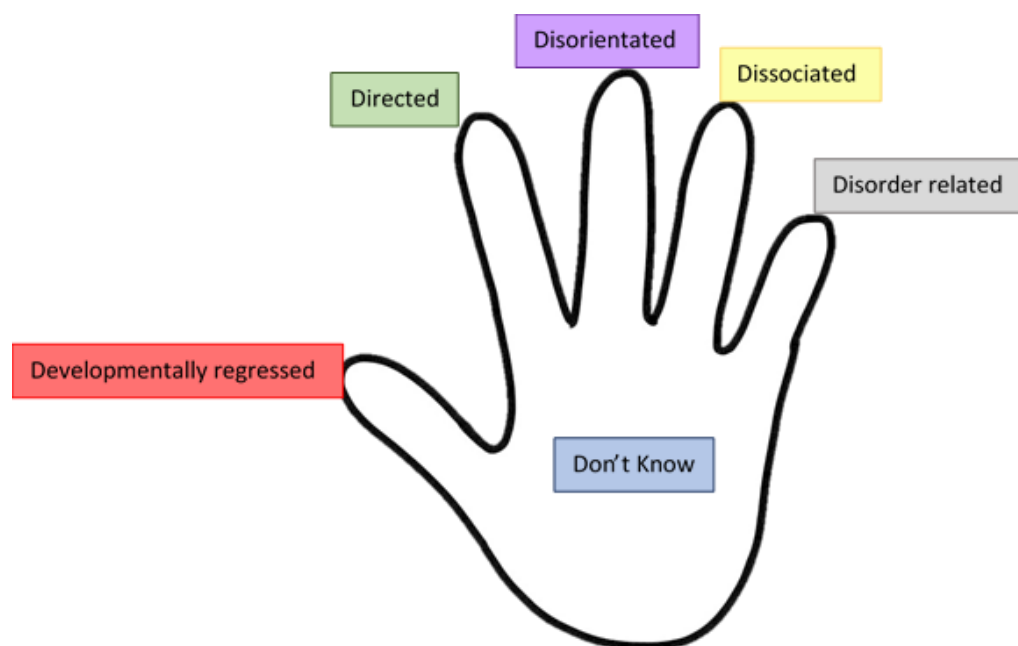 Disorientated
Dissociated
Directed
Disorder related
Developmentally regressed
Don't Know